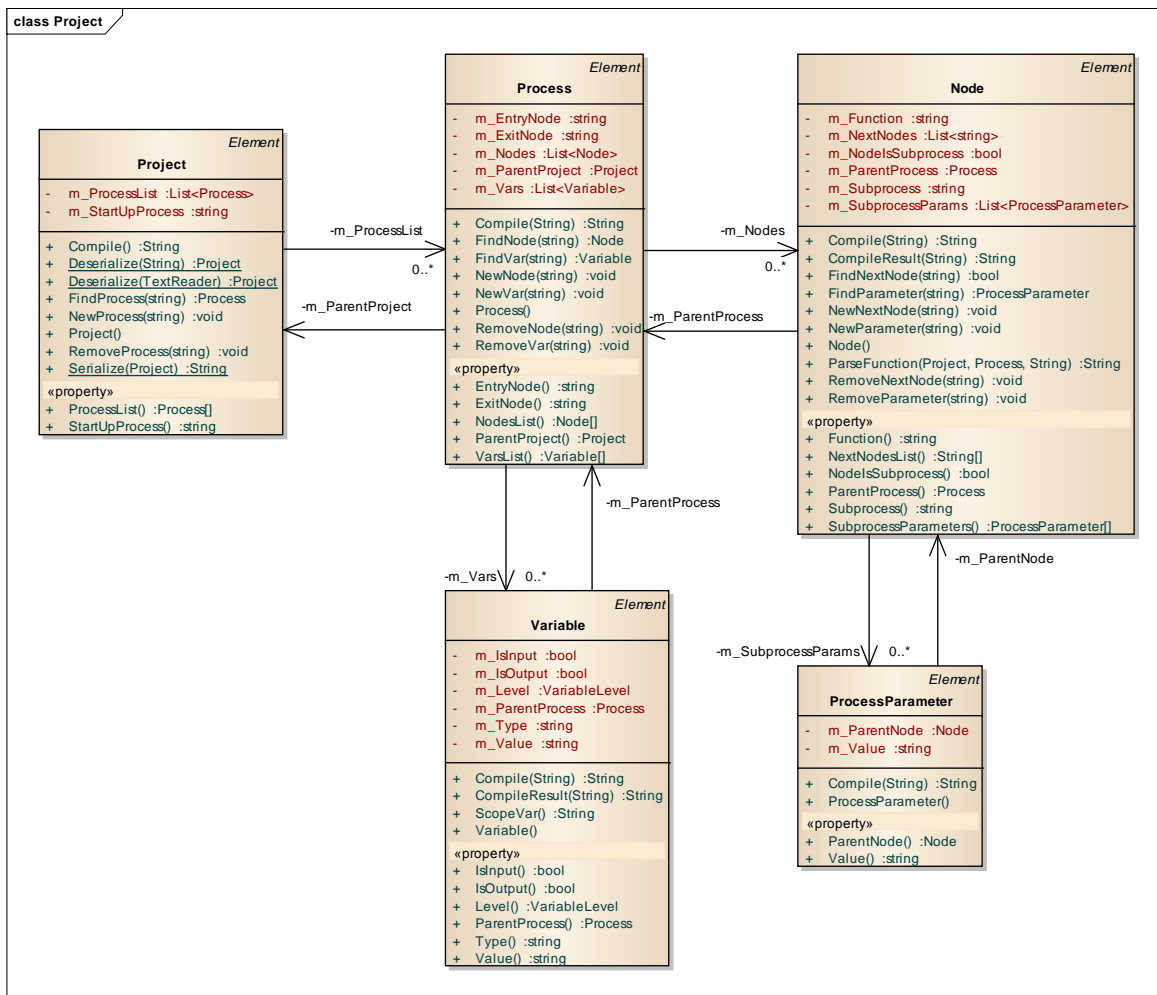 class Project
Element
Project
- m_ProcessList :List<Process>
- m_StartUpProcess :string
+ Compile() :String
+ Deserialize(String) :Project
+ Deserialize(TextReader) :Project
+ FindProcess(string) :Process
+ NewProcess(string) :void
+ Project()
+ RemoveProcess(string) :void
+ Serialize(Project) :String
«property»
+ ProcessList() :Process[]
+ StartUpProcess() :string
-m_ProcessList
0..*
-m_ParentProject
Element
Process
- m_EntryNode :string
- m_ExitNode :string
- m_Nodes :List<Node>
- m_ParentProject :Project
- m_Vars :List<Variable>
+ Compile(String) :String
+ FindNode(string) :Node
+ FindVar(string) :Variable
+ NewNode(string) :void
+ NewVar(string) :void
+ Process()
+ RemoveNode(string) :void
+ RemoveVar(string) :void
«property»
+ EntryNode() :string
+ ExitNode() :string
+ NodesList() :Node[]
+ ParentProject() :Project
+ VarsList() :Variable[]
-m_Nodes
0..*
-m_ParentProcess
Element
Node
- m_Function :string
- m_NextNodes :List<string>
- m_NodeIsSubprocess :bool
- m_ParentProcess :Process
- m_Subprocess :string
- m_SubprocessParams :List<ProcessParameter>
+ Compile(String) :String
+ CompileResult(String) :String
+ FindNextNode(string) :bool
+ FindParameter(string) :ProcessParameter
+ NewNextNode(string) :void
+ NewParameter(string) :void
+ Node()
+ ParseFunction(Project, Process, String) :String
+ RemoveNextNode(string) :void
+ RemoveParameter(string) :void
«property»
+ Function() :string
+ NextNodesList() :String[]
+ NodeIsSubprocess() :bool
+ ParentProcess() :Process
+ Subprocess() :string
+ SubprocessParameters() :ProcessParameter[]
-m_ParentProcess
-m_Vars
0..*
Element
Variable
- m_IsInput :bool
- m_IsOutput :bool
- m_Level :VariableLevel
- m_ParentProcess :Process
- m_Type :string
- m_Value :string
+ Compile(String) :String
+ CompileResult(String) :String
+ ScopeVar() :String
+ Variable()
«property»
+ IsInput() :bool
+ IsOutput() :bool
+ Level() :VariableLevel
+ ParentProcess() :Process
+ Type() :string
+ Value() :string
-m_ParentNode
-m_SubprocessParams
0..*
Element
ProcessParameter
- m_ParentNode :Node
- m_Value :string
+ Compile(String) :String
+ ProcessParameter()
«property»
+ ParentNode() :Node
+ Value() :string